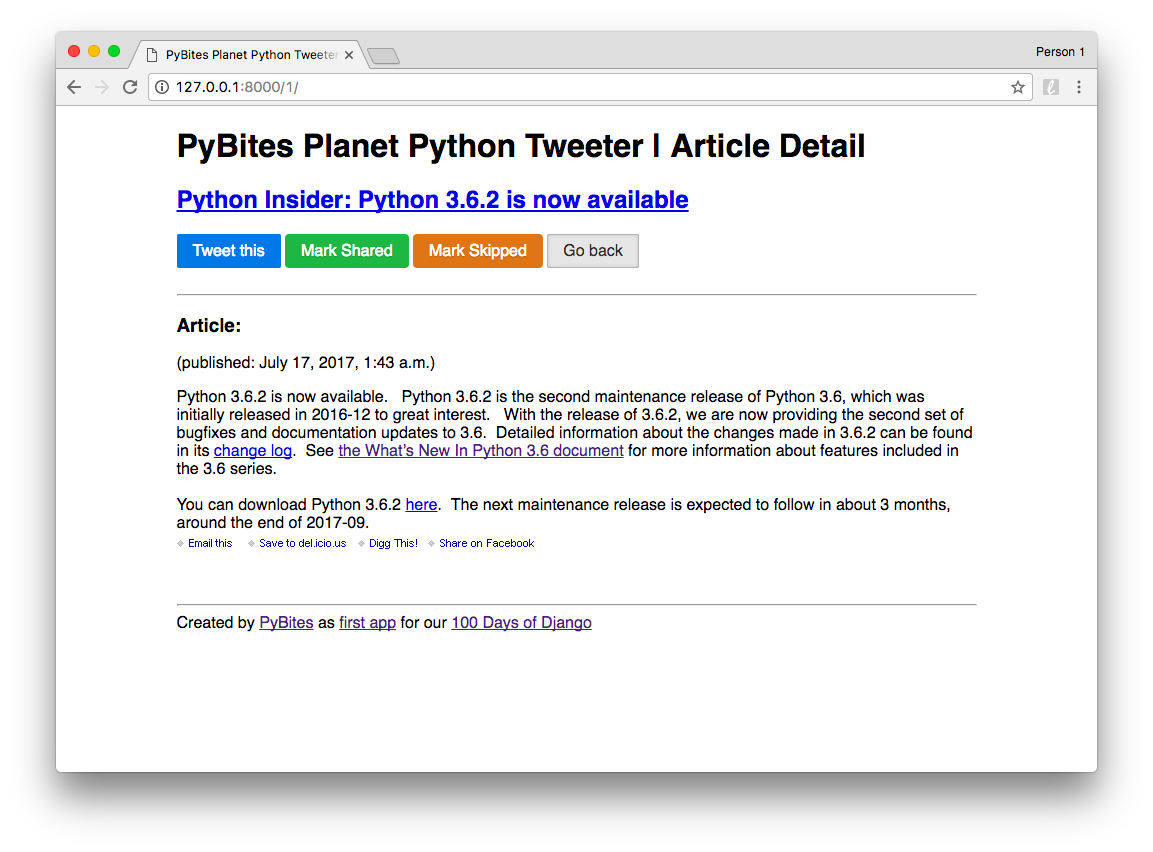 PyBites Planet Python Tweeter
Person 1
127.0.0.1:8000/1/
PyBites Planet Python Tweeter | Article Detail
Python Insider: Python 3.6.2 is now available
Tweet this Mark Shared Mark Skipped Go back
Article:
(published: July 17, 2017, 1:43 a.m.)
Python 3.6.2 is now available.   Python 3.6.2 is the second maintenance release of Python 3.6, which was
initially released in 2016-12 to great interest.   With the release of 3.6.2, we are now providing the second set of
bugfixes and documentation updates to 3.6.  Detailed information about the changes made in 3.6.2 can be found
in its change log.  See the What’s New In Python 3.6 document for more information about features included in
the 3.6 series.
You can download Python 3.6.2 here.  The next maintenance release is expected to follow in about 3 months,
around the end of 2017-09.
Email this Save to del.icio.us Digg This! Share on Facebook
Created by PyBites as first app for our 100 Days of Django